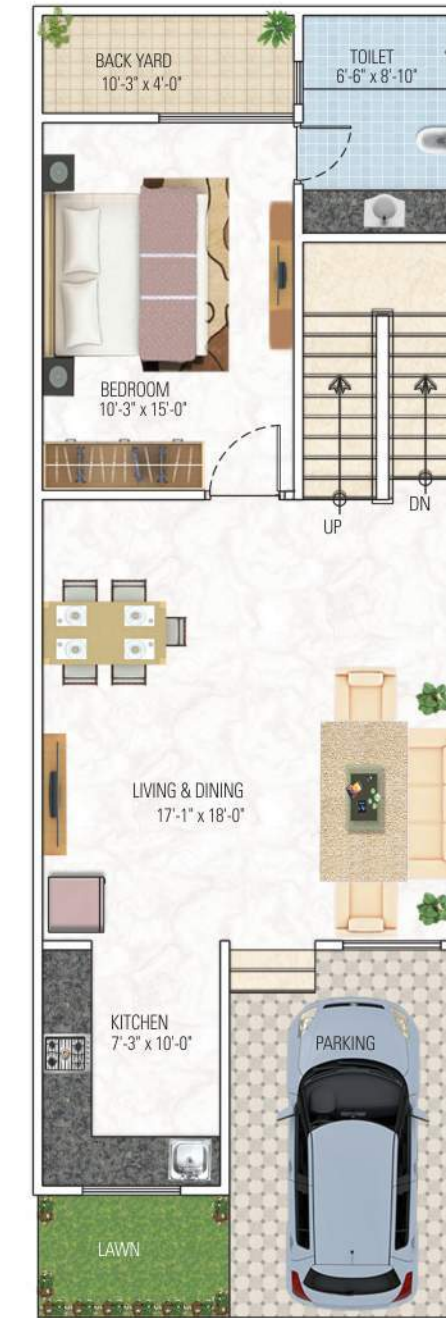 BACK YARD
10'-3" x 4'-0"
TOILET
6'-6" x 8'-10"
BEDROOM
10'-3" x 15'-0"
UP
DN
LIVING & DINING
17'-1" x 18'-0"
KITCHEN
7'-3" x 10'-0"
PARKING
LAWN